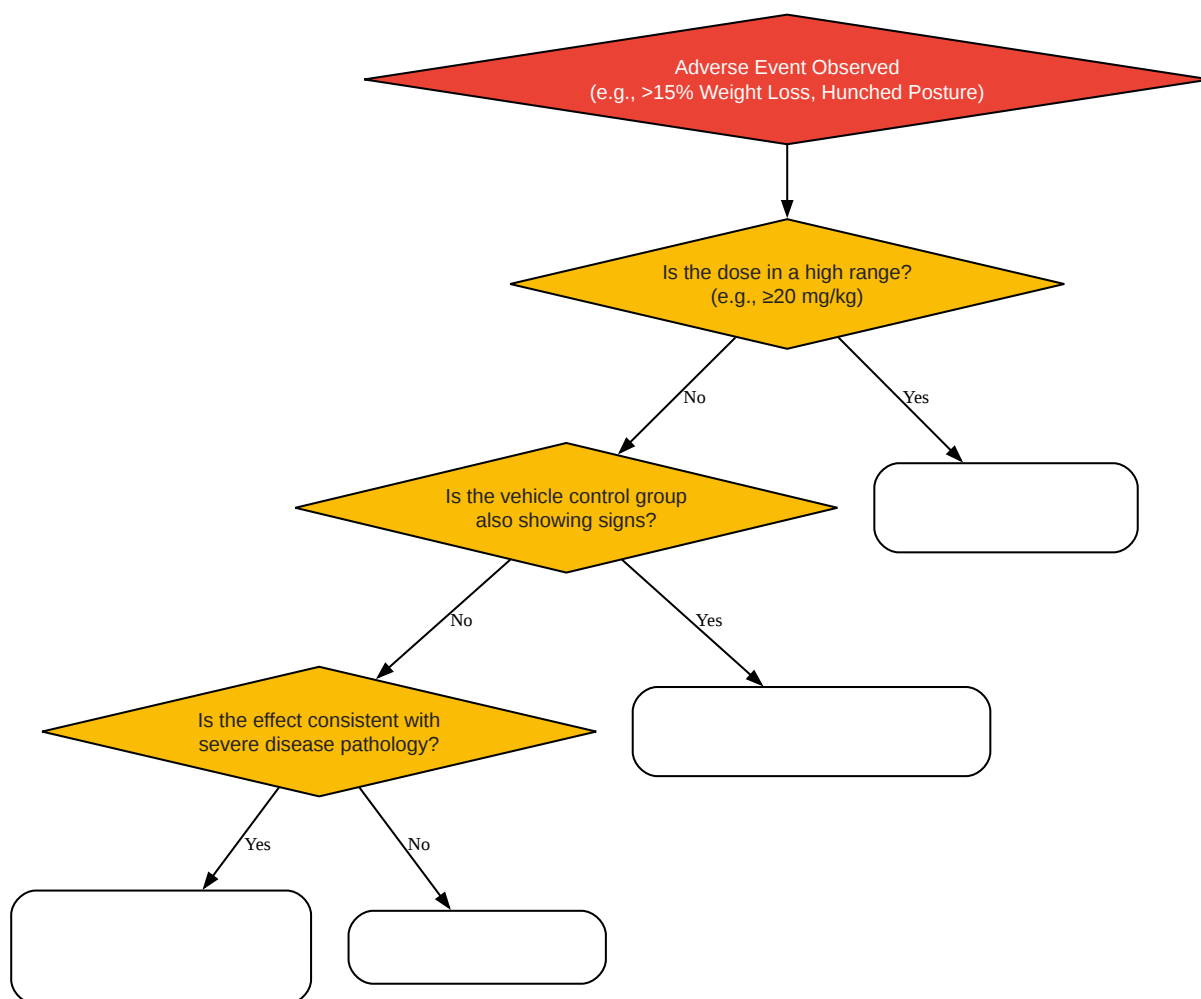 Adverse Event Observed
(e.g., >15% Weight Loss, Hunched Posture)
Is the dose in a high range?
(e.g., ≥20 mg/kg)
No
Yes
Is the vehicle control group
also showing signs?
No
Yes
Is the effect consistent with
severe disease pathology?
Yes
No